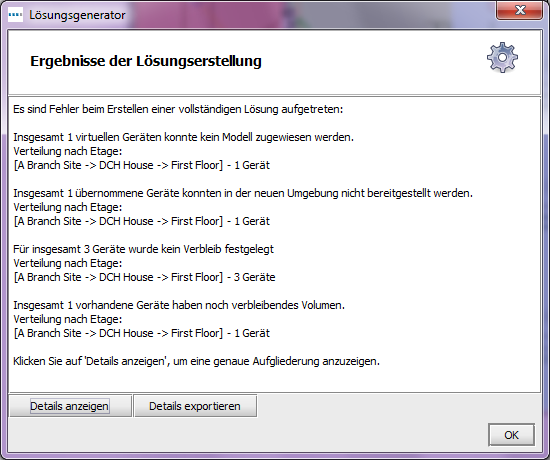 Lösungsgenerator
Ergebnisse der Lösungserstellung
Es sind Fehler beim Erstellen einer vollständigen Lösung aufgetreten:
Insgesamt 1 virtuellen Geräten konnte kein Modell zugewiesen werden.
Verteilung nach Etage:
[A Branch Site -> DCH House -> First Floor] - 1 Gerät
Insgesamt 1 übernommene Geräte konnten in der neuen Umgebung nicht bereitgestellt werden.
Verteilung nach Etage:
[A Branch Site -> DCH House -> First Floor] - 1 Gerät
Für insgesamt 3 Geräte wurde kein Verbleib festgelegt
Verteilung nach Etage:
[A Branch Site -> DCH House -> First Floor] - 3 Geräte
Insgesamt 1 vorhandene Geräte haben noch verbleibendes Volumen.
Verteilung nach Etage:
[A Branch Site -> DCH House -> First Floor] - 1 Gerät
Klicken Sie auf 'Details anzeigen', um eine genaue Aufgliederung anzuzeigen.
Details anzeigen Details exportieren
OK